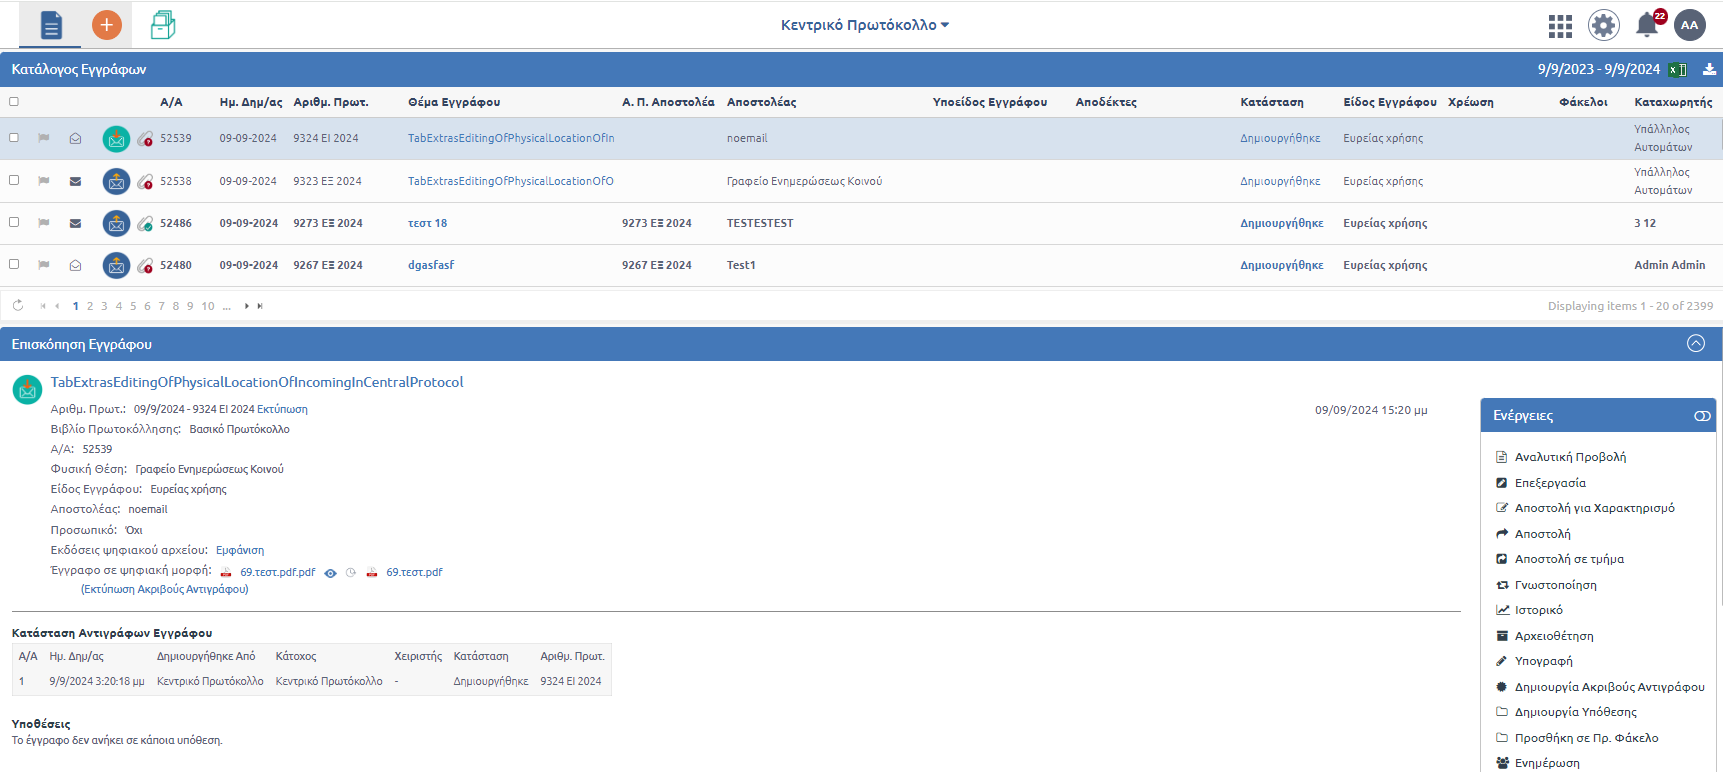 Κεντρικό Πρωτόκολλο
22
AA
Κατάλογος Εγγράφων
9/9/2023 - 9/9/2024
Α/Α Ημ. Δημ/ας Αριθμ. Πρωτ. Θέμα Εγγράφου Α. Π. Αποστολέα Αποστολέας Υποείδος Εγγράφου Αποδέκτες Κατάσταση Είδος Εγγράφου Χρέωση Φάκελοι Καταχωρητής
52539 09-09-2024 9324 ΕΙ 2024 TabExtrasEditingOfPhysicalLocationOfIn noemail Δημιουργήθηκε Ευρείας χρήσης Υπάλληλος Αυτομάτων
52538 09-09-2024 9323 ΕΞ 2024 TabExtrasEditingOfPhysicalLocationOfO Γραφείο Ενημερώσεως Κοινού Δημιουργήθηκε Ευρείας χρήσης Υπάλληλος Αυτομάτων
52486 09-09-2024 9273 ΕΞ 2024 τεστ 18 9273 ΕΞ 2024 TESTESTEST Δημιουργήθηκε Ευρείας χρήσης 3 12
52480 09-09-2024 9267 ΕΞ 2024 dgasfasf 9267 ΕΞ 2024 Test1 Δημιουργήθηκε Ευρείας χρήσης Admin Admin
1 2 3 4 5 6 7 8 9 10 ... Displaying items 1 - 20 of 2399
Επισκόπηση Εγγράφου
TabExtrasEditingOfPhysicalLocationOfIncomingInCentralProtocol
Αριθμ. Πρωτ.: 09/9/2024 - 9324 ΕΙ 2024 Εκτύπωση
09/09/2024 15:20 μμ
Βιβλίο Πρωτοκόλλησης: Βασικό Πρωτόκολλο
Α/Α: 52539
Φυσική Θέση: Γραφείο Ενημερώσεως Κοινού
Είδος Εγγράφου: Ευρείας χρήσης
Αποστολέας: noemail
Προσωπικό: Όχι
Εκδόσεις ψηφιακού αρχείου: Εμφάνιση
Έγγραφο σε ψηφιακή μορφή: 69.τεστ.pdf.pdf 69.τεστ.pdf
(Εκτύπωση Ακριβούς Αντιγράφου)
Κατάσταση Αντιγράφων Εγγράφου
Α/Α Ημ. Δημ/ας Δημιουργήθηκε Από Κάτοχος Χειριστής Κατάσταση Αριθμ. Πρωτ.
1 9/9/2024 3:20:18 μμ Κεντρικό Πρωτόκολλο Κεντρικό Πρωτόκολλο - Δημιουργήθηκε 9324 ΕΙ 2024
Υποθέσεις
Το έγγραφο δεν ανήκει σε κάποια υπόθεση.
Ενέργειες
Αναλυτική Προβολή
Επεξεργασία
Αποστολή για Χαρακτηρισμό
Αποστολή
Αποστολή σε τμήμα
Γνωστοποίηση
Ιστορικό
Αρχειοθέτηση
Υπογραφή
Δημιουργία Ακριβούς Αντιγράφου
Δημιουργία Υπόθεσης
Προσθήκη σε Πρ. Φάκελο
Ενημέρωση